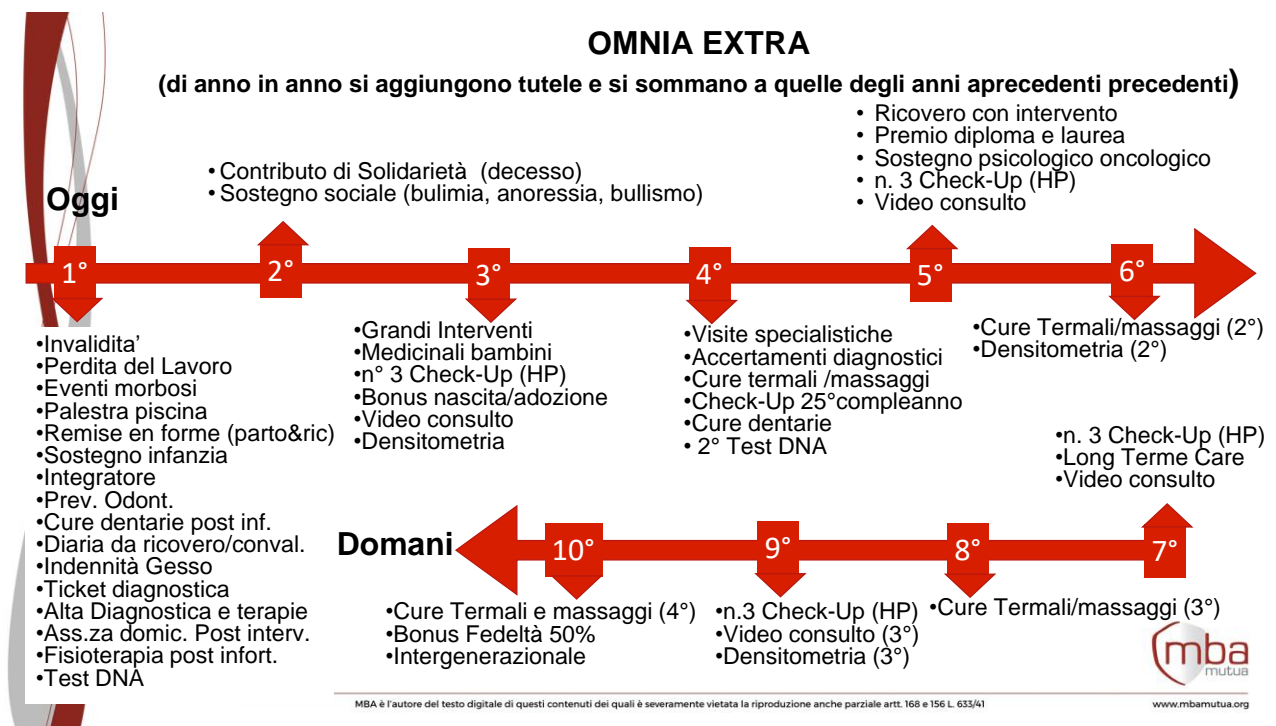 OMNIA EXTRA
(di anno in anno si aggiungono tutele e si sommano a quelle degli anni aprecedenti precedenti)
Oggi
1°
•Invalidita'
•Perdita del Lavoro
•Eventi morbosi
•Palestra piscina
•Remise en forme (parto&ric)
•Sostegno infanzia
•Integratore
•Prev. Odont.
•Cure dentarie post inf.
•Diaria da ricovero/conval.
•Indennità Gesso
•Ticket diagnostica
•Alta Diagnostica e terapie
•Ass.za domic. Post interv.
•Fisioterapia post infort.
•Test DNA
• Contributo di Solidarietà (decesso)
• Sostegno sociale (bulimia, anoressia, bullismo)
2°
3°
•Grandi Interventi
•Medicinali bambini
•n° 3 Check-Up (HP)
•Bonus nascita/adozione
•Video consulto
•Densitometria
4°
•Visite specialistiche
•Accertamenti diagnostici
•Cure termali /massaggi
•Check-Up 25°compleanno
•Cure dentarie
• 2° Test DNA
• Ricovero con intervento
• Premio diploma e laurea
• Sostegno psicologico oncologico
• n. 3 Check-Up (HP)
• Video consulto
5°
6°
•Cure Termali/massaggi (2°)
•Densitometria (2°)
•n. 3 Check-Up (HP)
•Long Terme Care
•Video consulto
7°
8°
•Cure Termali/massaggi (3°)
9°
•n.3 Check-Up (HP)
•Video consulto (3°)
•Densitometria (3°)
10°
•Cure Termali e massaggi (4°)
•Bonus Fedeltà 50%
•Intergenerazionale
Domani
mba
mutua
MBA è l'autore del testo digitale di questi contenuti dei quali è severamente vietata la riproduzione anche parziale artt. 168 e 156 L. 633/41
www.mbamutua.org